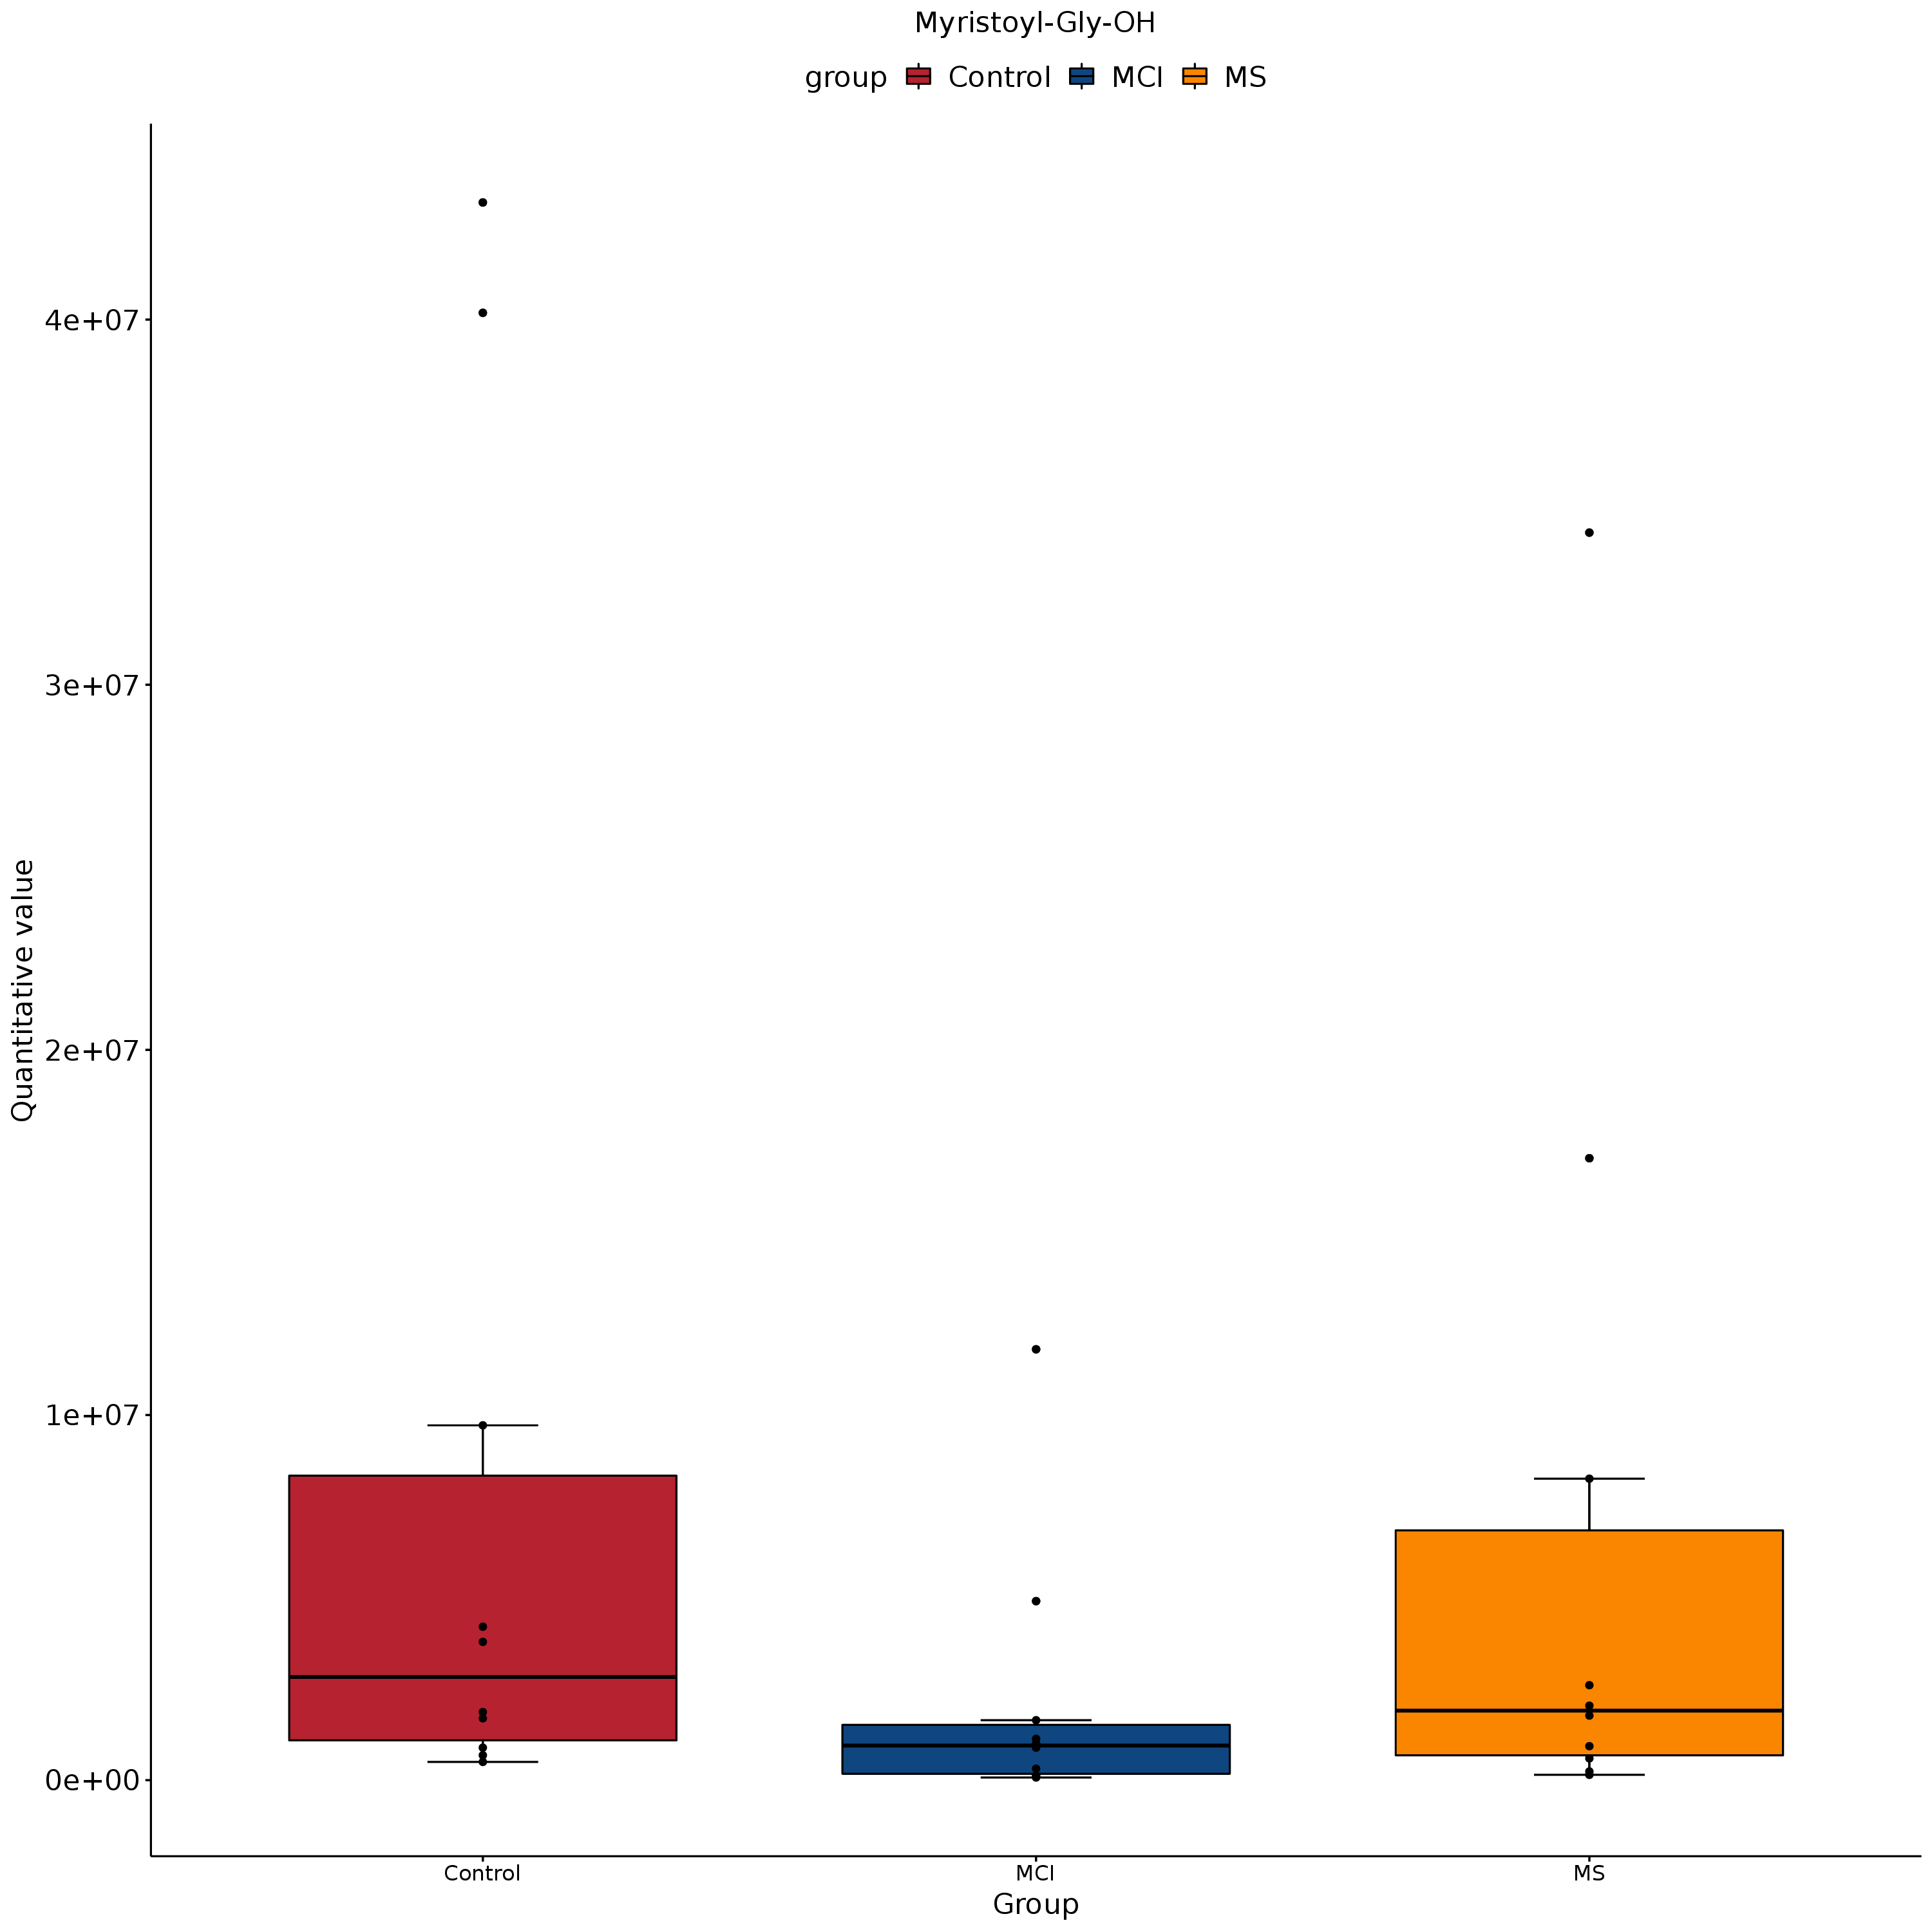 Myristoyl-Gly-OH
group Control MCI MS
Quantitative value
4e+07
3e+07
2e+07
1e+07
0e+00
Control MCI MS
Group